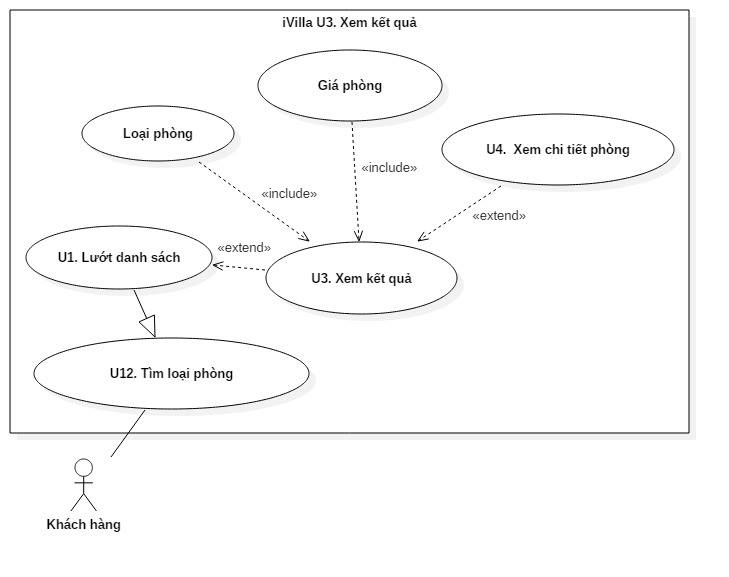 iVilla U3. Xem kết quả
Giá phòng
Loại phòng
U4.  Xem chi tiết phòng
«include»
«include»
«extend»
«extend»
U1. Lướt danh sách
U3. Xem kết quả
U12. Tìm loại phòng
Khách hàng